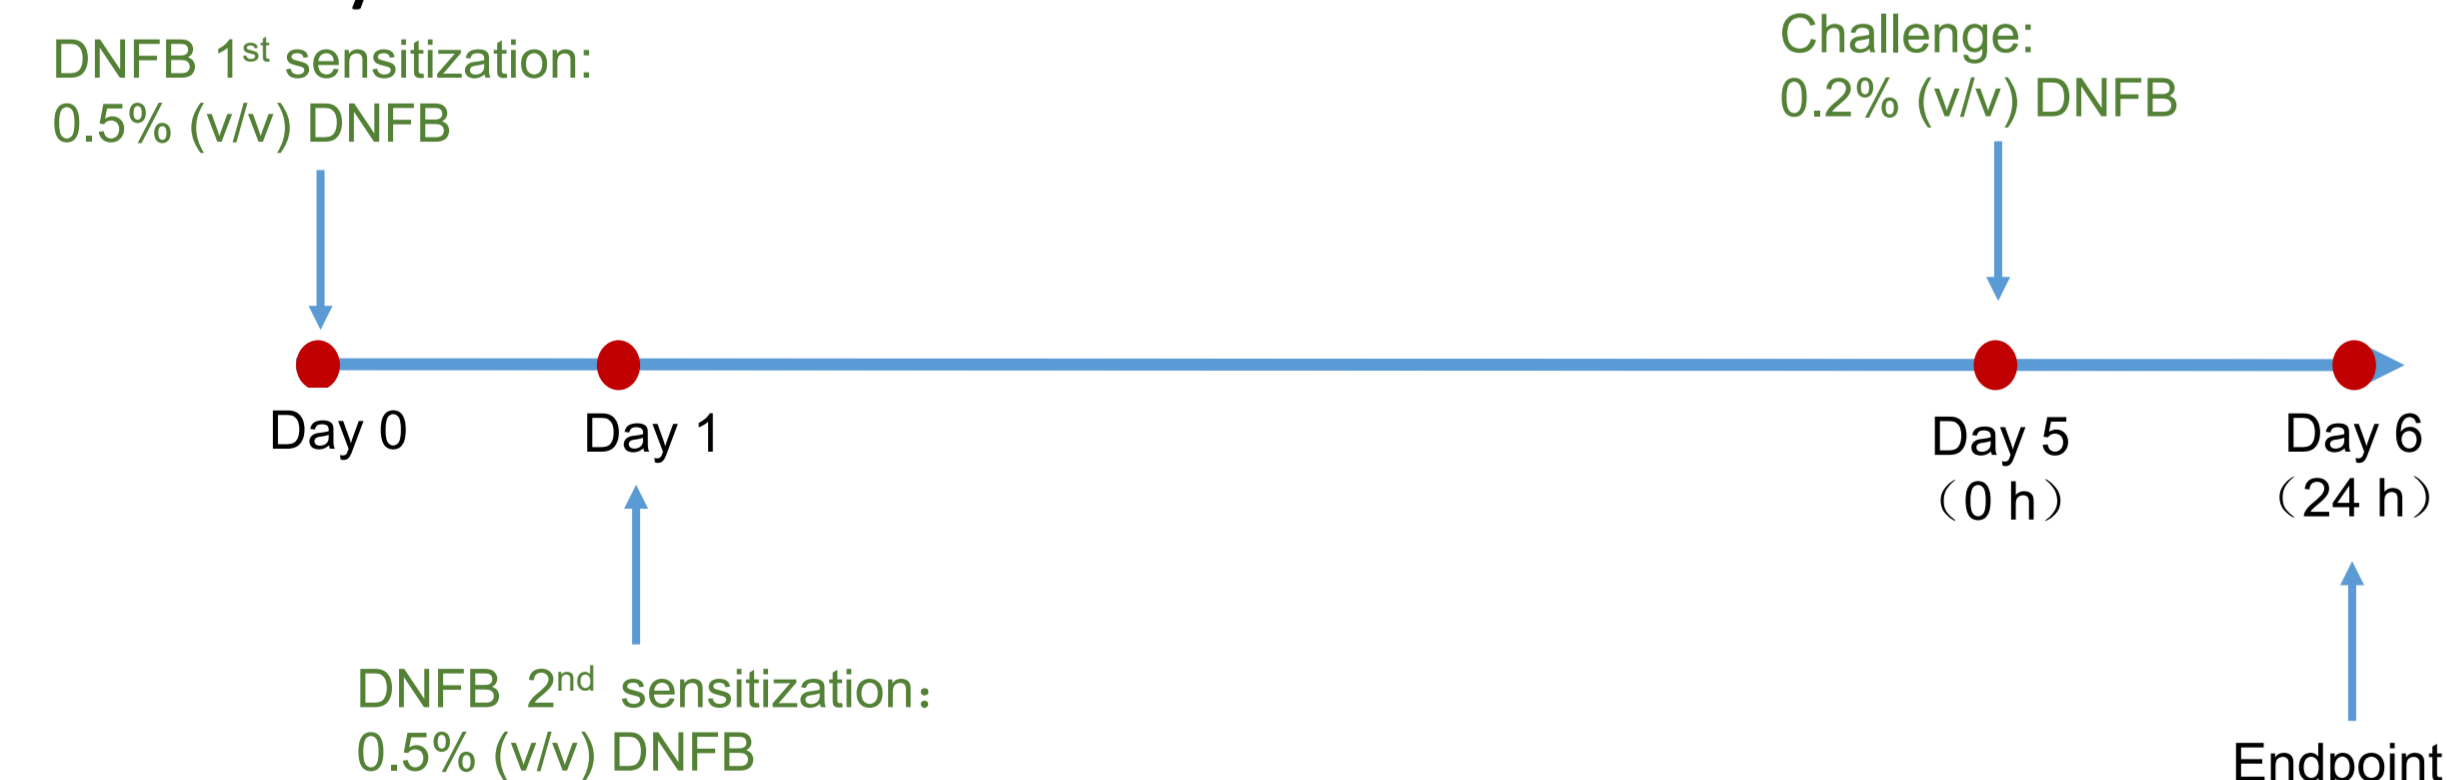 DNFB 1st sensitization:
0.5% (v/v) DNFB
Challenge:
0.2% (v/v) DNFB
Day 0
Day 1
Day 5
（0 h）
Day 6
（24 h）
DNFB 2nd sensitization：
0.5% (v/v) DNFB
Endpoint